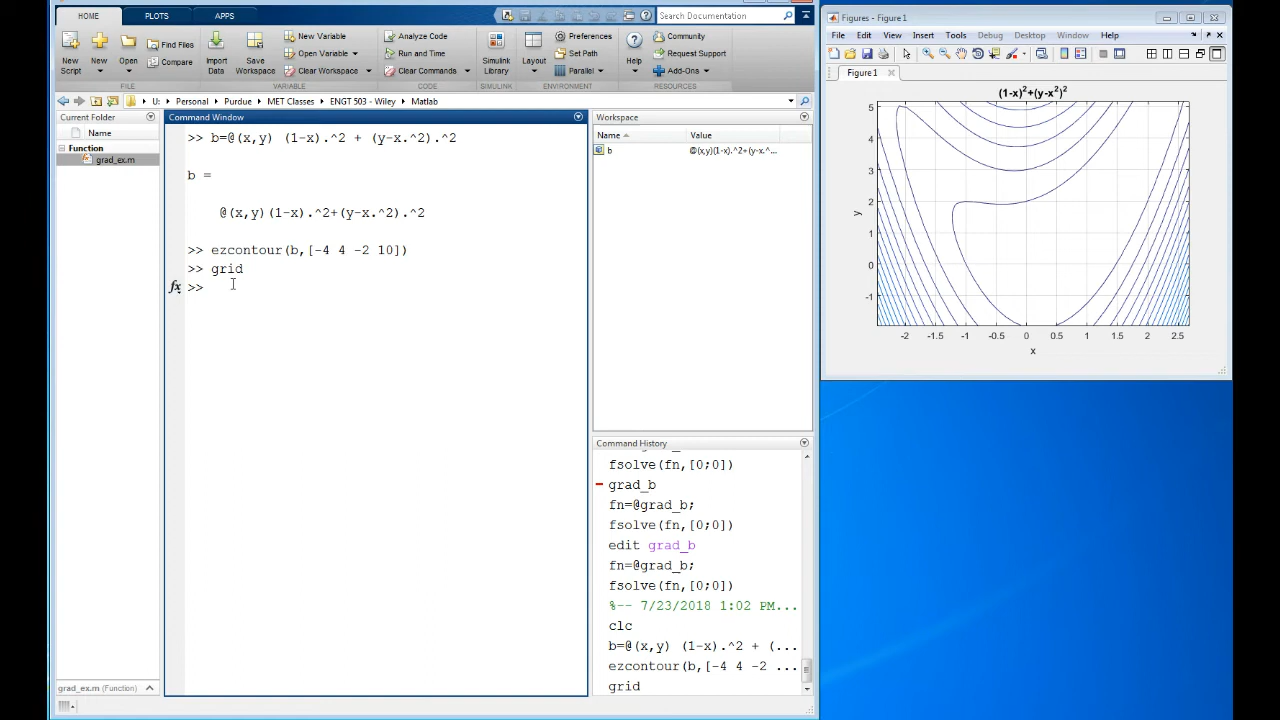 HOME PLOTS APPS Search Documentation
New Script New Open Find Files Compare Import Data Save Workspace New Variable Open Variable Clear Workspace Analyze Code Run and Time Clear Commands Simulink Library Layout Preferences Set Path Parallel Help Community Request Support Add-Ons
FILE VARIABLE CODE SIMULINK ENVIRONMENT RESOURCES
U: Personal Purdue MET Classes ENGT 503 - Wiley Matlab
Current Folder
Name
Function
grad_ex.m
grad_ex.m (Function)
Command Window
>> b=@(x,y) (1-x).^2 + (y-x.^2).^2
b =
@(x,y)(1-x).^2+(y-x.^2).^2
>> ezcontour(b,[-4 4 -2 10])
>> grid
fx >>
Workspace
Name Value
b @(x,y)(1-x).^2+(y-x.^...
Command History
fsolve(fn,[0;0])
grad_b
fn=@grad_b;
fsolve(fn,[0;0])
edit grad_b
fn=@grad_b;
fsolve(fn,[0;0])
%-- 7/23/2018 1:02 PM...
clc
b=@(x,y) (1-x).^2 + (...
ezcontour(b,[-4 4 -2 ...
grid
Figures - Figure 1
File Edit View Insert Tools Debug Desktop Window Help
Figure 1
(1-x)²+(y-x²)²
5
4
3
2
1
0
-1
y
-2 -1.5 -1 -0.5 0 0.5 1 1.5 2 2.5
x